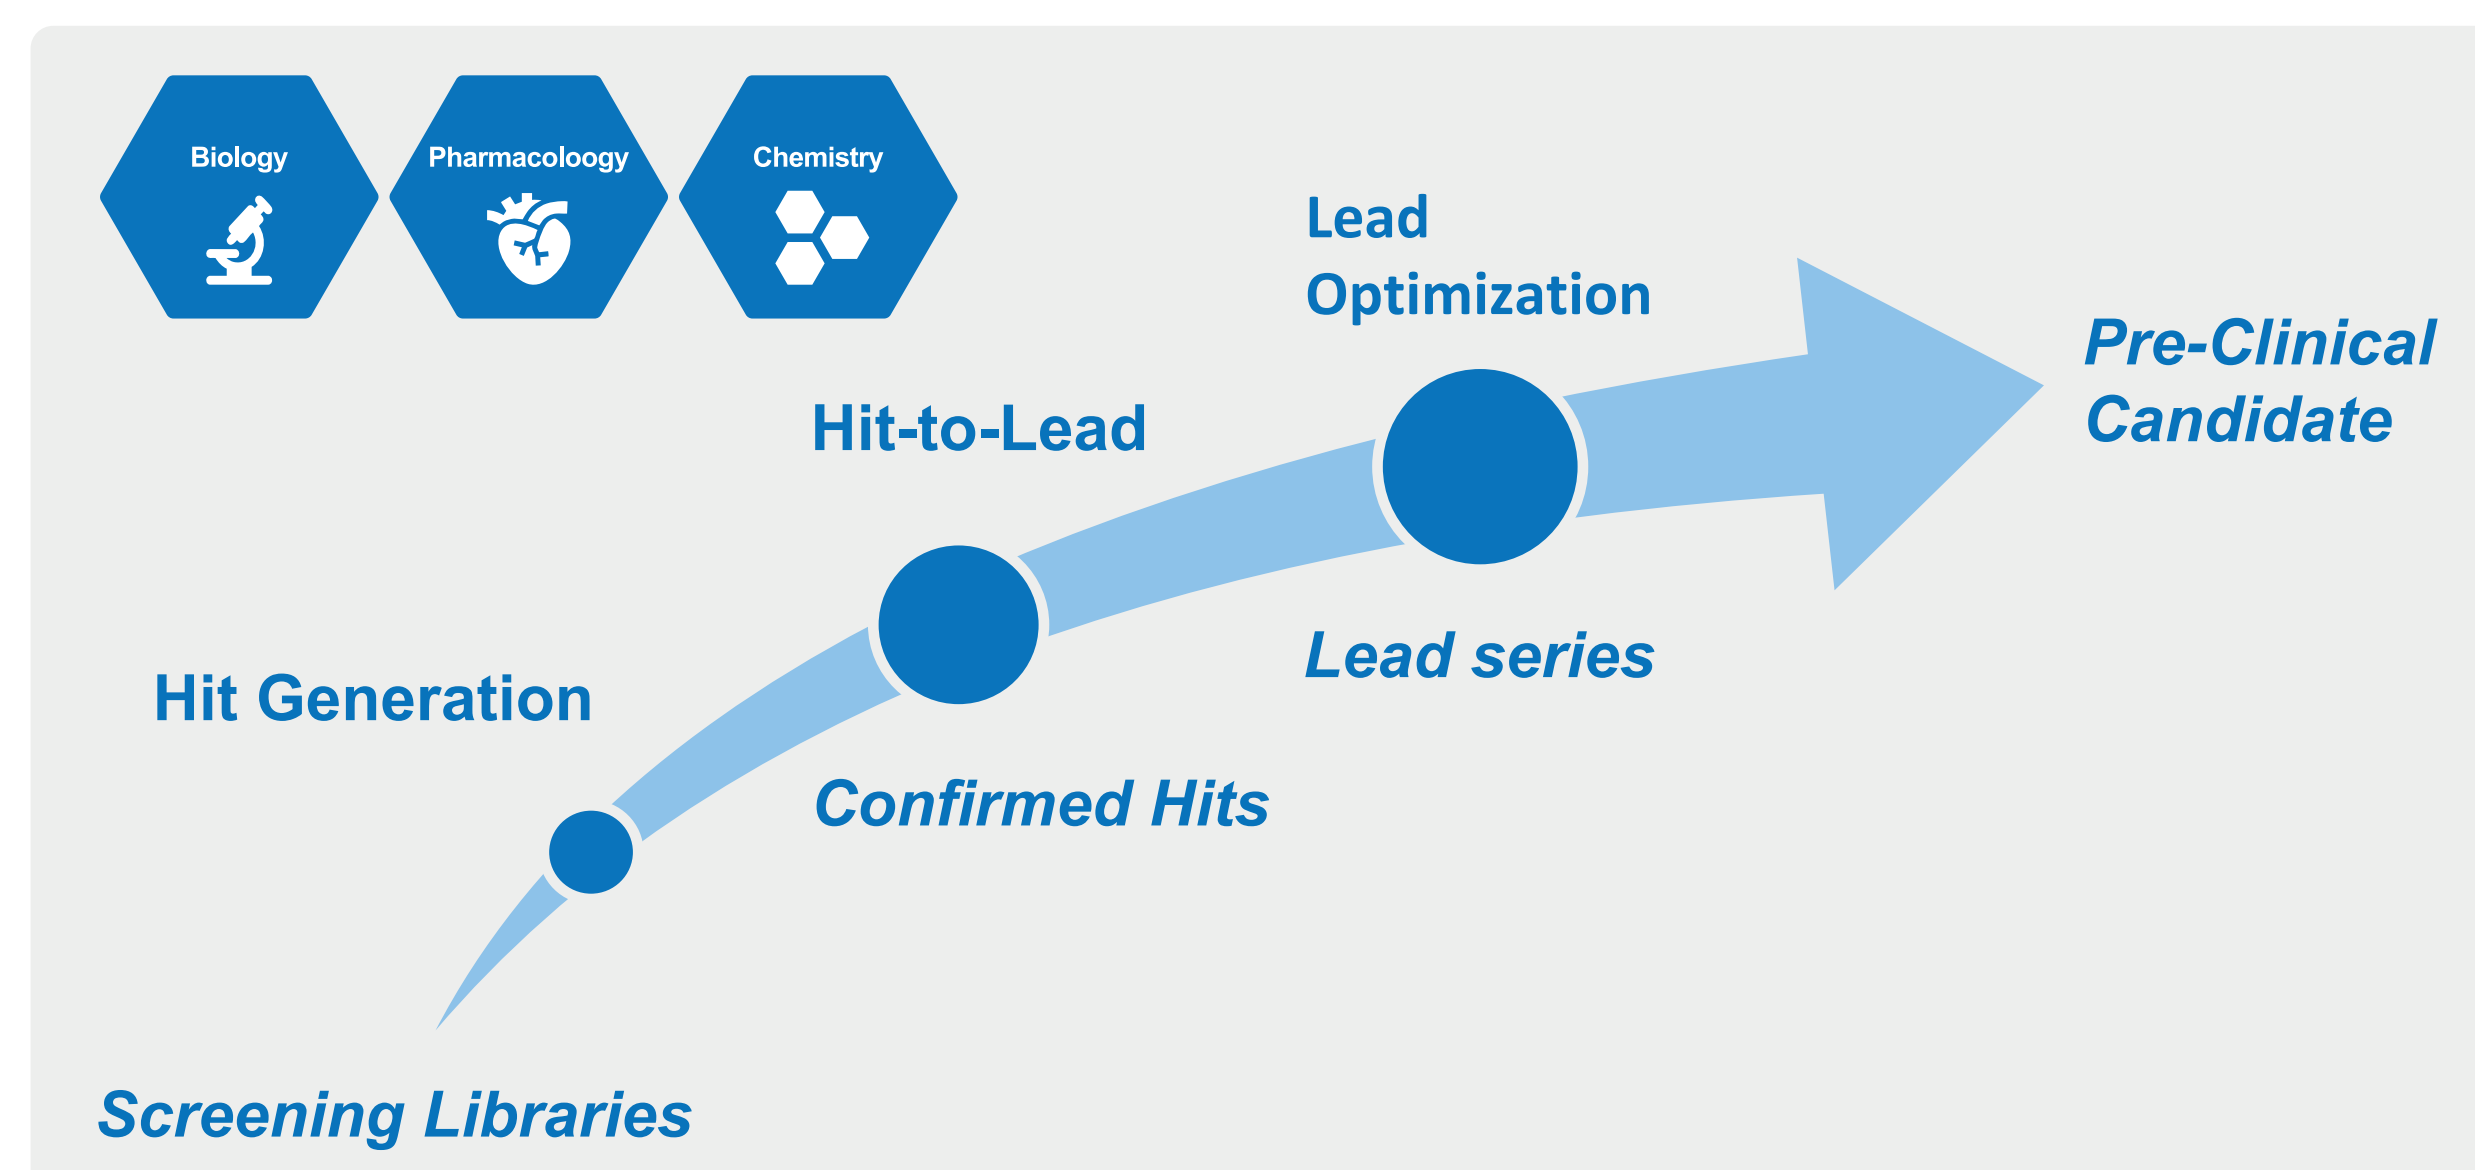 Biology
Pharmacoloogy
Chemistry
Lead
Optimization
Pre-Clinical
Candidate
Hit-to-Lead
Lead series
Hit Generation
Confirmed Hits
Screening Libraries